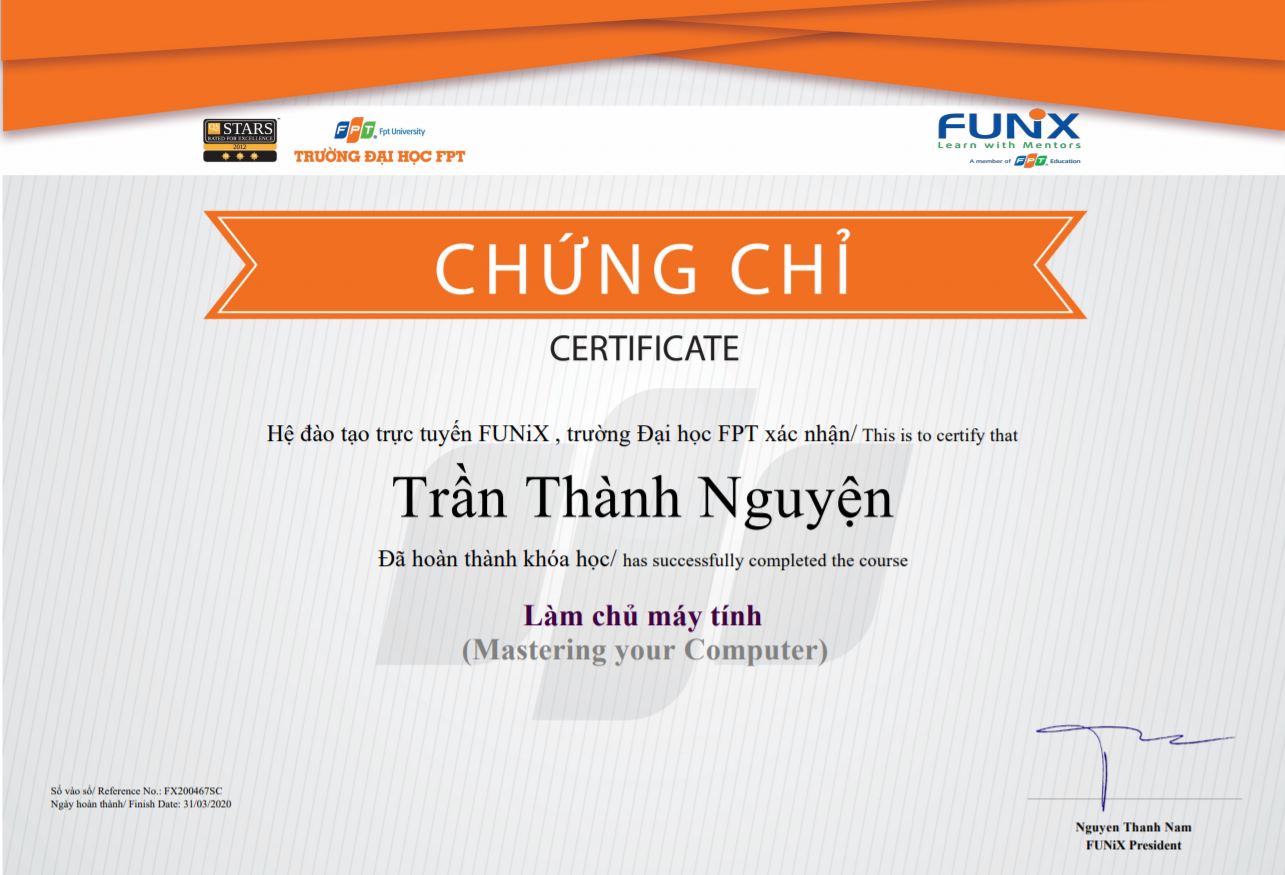 QS STARS
RATED FOR EXCELLENCE
2012
FPT Fpt University
TRƯỜNG ĐẠI HỌC FPT
FUNiX
Learn with Mentors
A member of FPT Education
CHỨNG CHỈ
CERTIFICATE
Hệ đào tạo trực tuyến FUNiX , trường Đại học FPT xác nhận/ This is to certify that
Trần Thành Nguyện
Đã hoàn thành khóa học/ has successfully completed the course
Làm chủ máy tính
(Mastering your Computer)
Số vào sổ/ Reference No.: FX200467SC
Ngày hoàn thành/ Finish Date: 31/03/2020
Nguyen Thanh Nam
FUNiX President